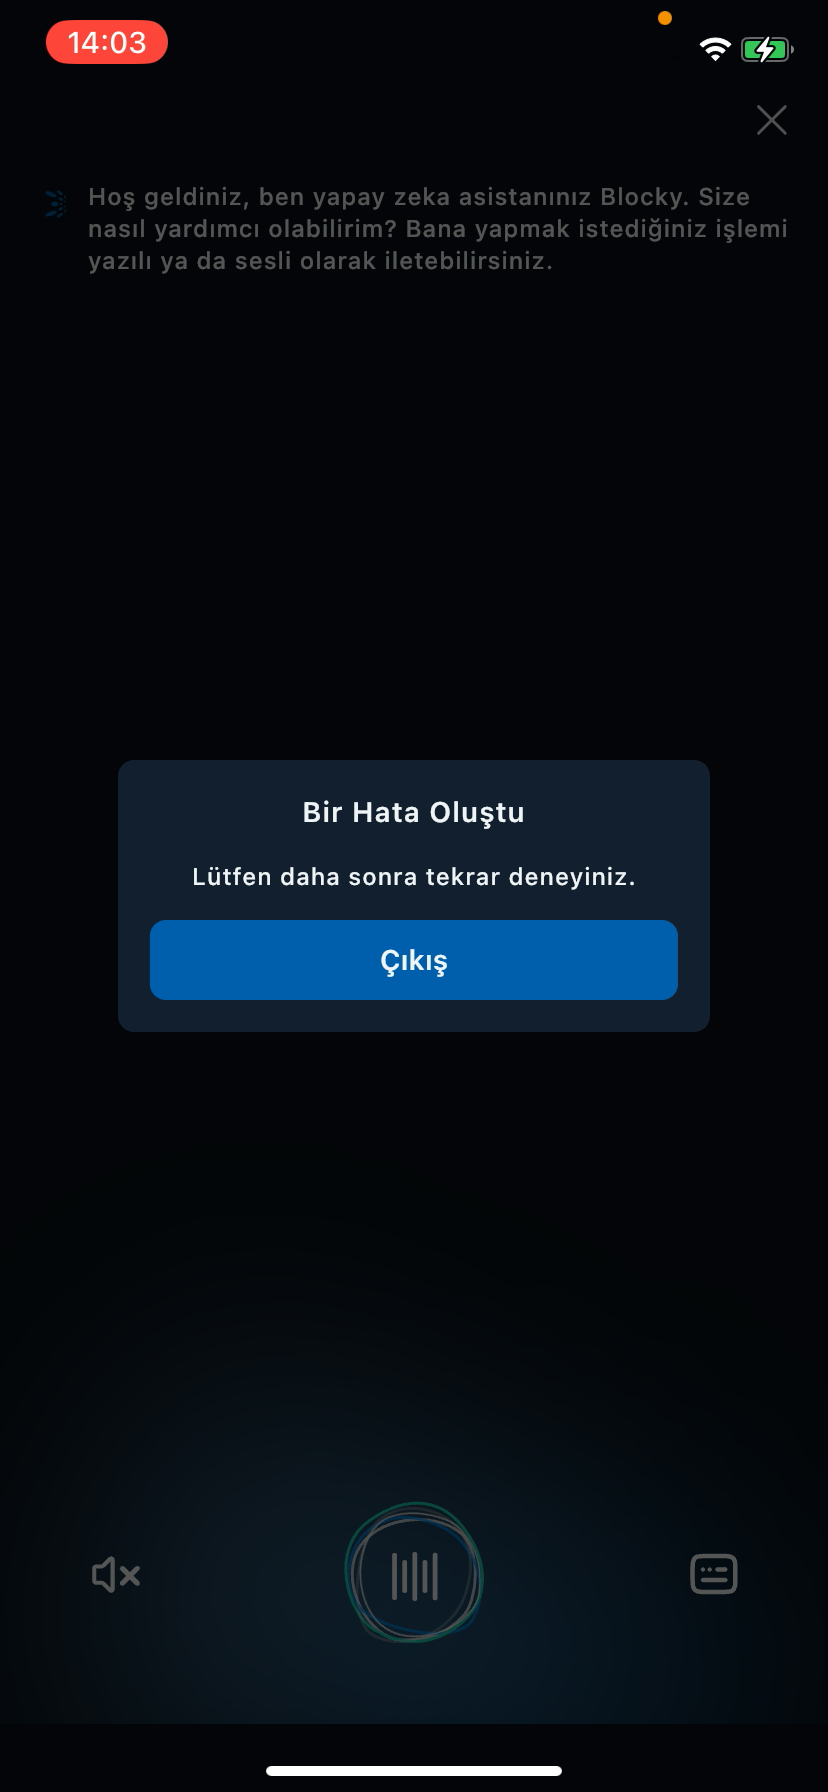 14:03
Hoş geldiniz, ben yapay zeka asistanınız Blocky. Size
nasıl yardımcı olabilirim? Bana yapmak istediğiniz işlemi
yazılı ya da sesli olarak iletebilirsiniz.
Bir Hata Oluştu
Lütfen daha sonra tekrar deneyiniz.
Çıkış